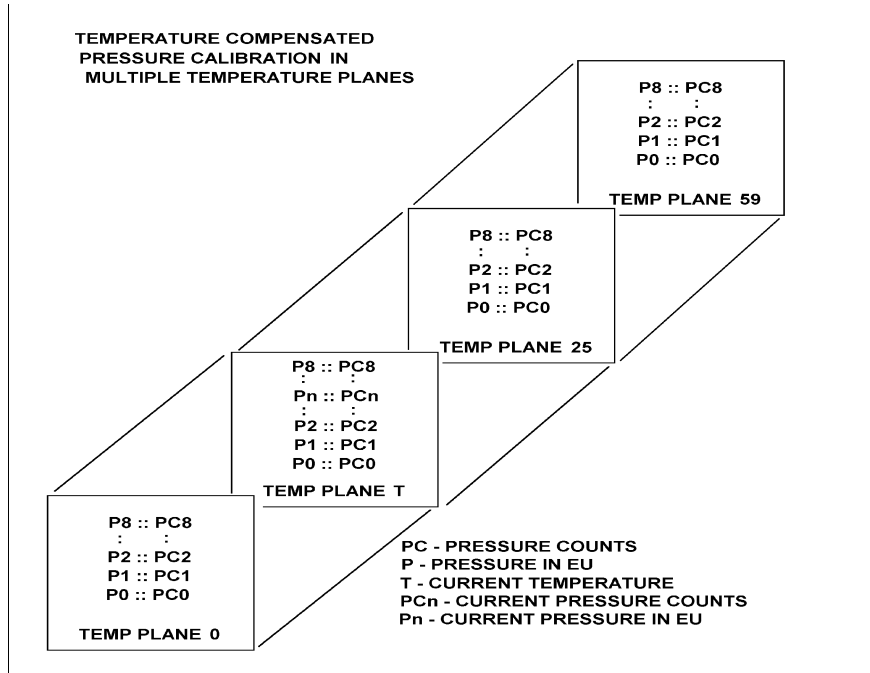 TEMPERATURE COMPENSATED
PRESSURE CALIBRATION IN
MULTIPLE TEMPERATURE PLANES
P8 :: PC8
: :
P2 :: PC2
P1 :: PC1
P0 :: PC0
TEMP PLANE 59
P8 :: PC8
: :
P2 :: PC2
P1 :: PC1
P0 :: PC0
TEMP PLANE 25
P8 :: PC8
: :
Pn :: PCn
: :
P2 :: PC2
P1 :: PC1
P0 :: PC0
TEMP PLANE T
P8 :: PC8
: :
P2 :: PC2
P1 :: PC1
P0 :: PC0
TEMP PLANE 0
PC - PRESSURE COUNTS
P - PRESSURE IN EU
T - CURRENT TEMPERATURE
PCn - CURRENT PRESSURE COUNTS
Pn - CURRENT PRESSURE IN EU